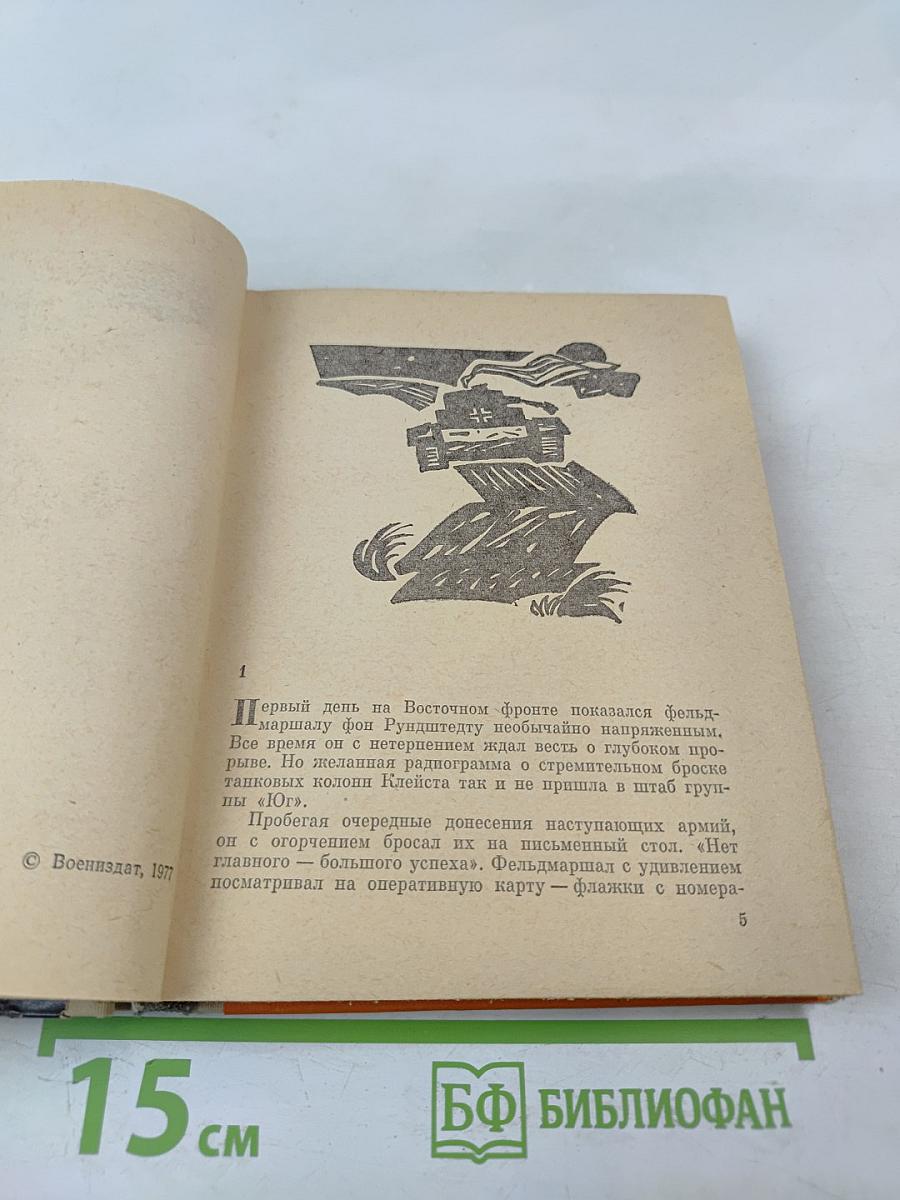 © Воениздат, 1977
1
Первый день на Восточном фронте показался фельд-
маршалу фон Рундштедту необычайно напряженным.
Все время он с нетерпением ждал весть о глубоком про-
рыве. Но желанная радиограмма о стремительном броске
танковых колонн Клейста так и не пришла в штаб груп-
пы «Юг».
Пробегая очередные донесения наступающих армий,
он с огорчением бросал их на письменный стол. «Нет
главного — большого успеха». Фельдмаршал с удивлением
посматривал на оперативную карту — флажки с номера-
5
15 см
БФ БИБЛИОФАН